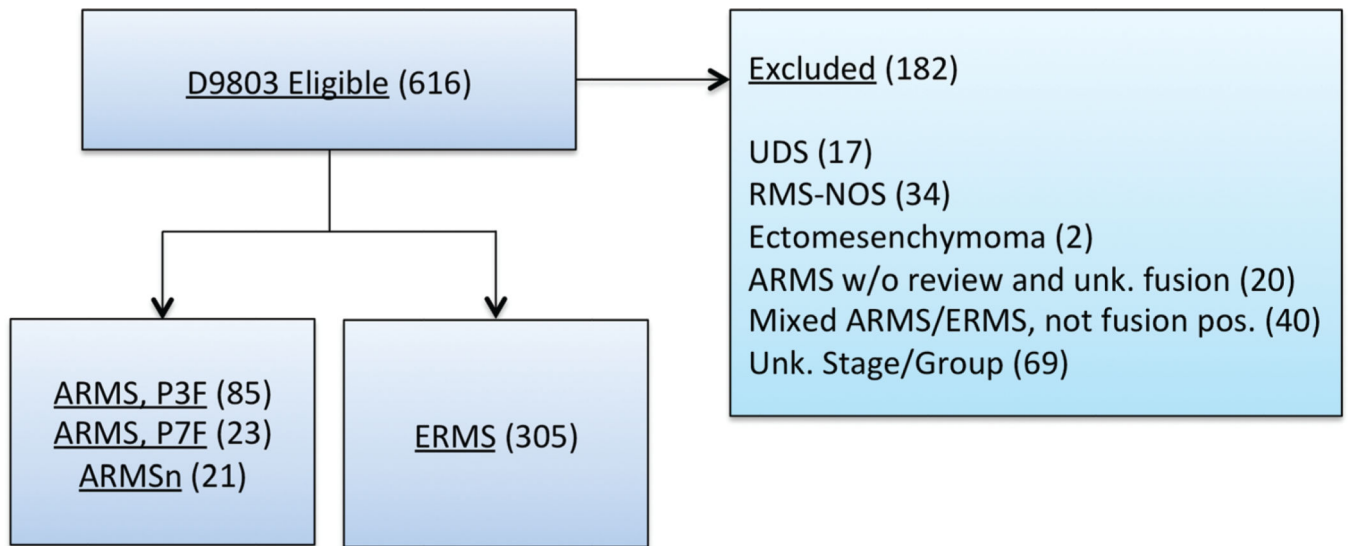 D9803 Eligible (616)
Excluded (182)
UDS (17)
RMS-NOS (34)
Ectomesenchymoma (2)
ARMS w/o review and unk. fusion (20)
Mixed ARMS/ERMS, not fusion pos. (40)
Unk. Stage/Group (69)
ARMS, P3F (85)
ARMS, P7F (23)
ARMSn (21)
ERMS (305)